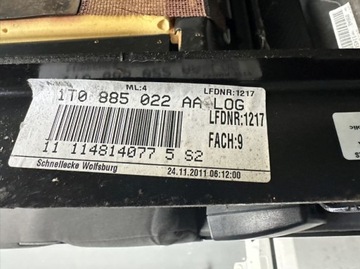 ML:4 LFDNR:1217
1T0 885 022 AA LOG
LFDNR:1217
FACH:9
11 114814077 5 S2
Schnellecke Wolfsburg
24.11.2011 06:12:00